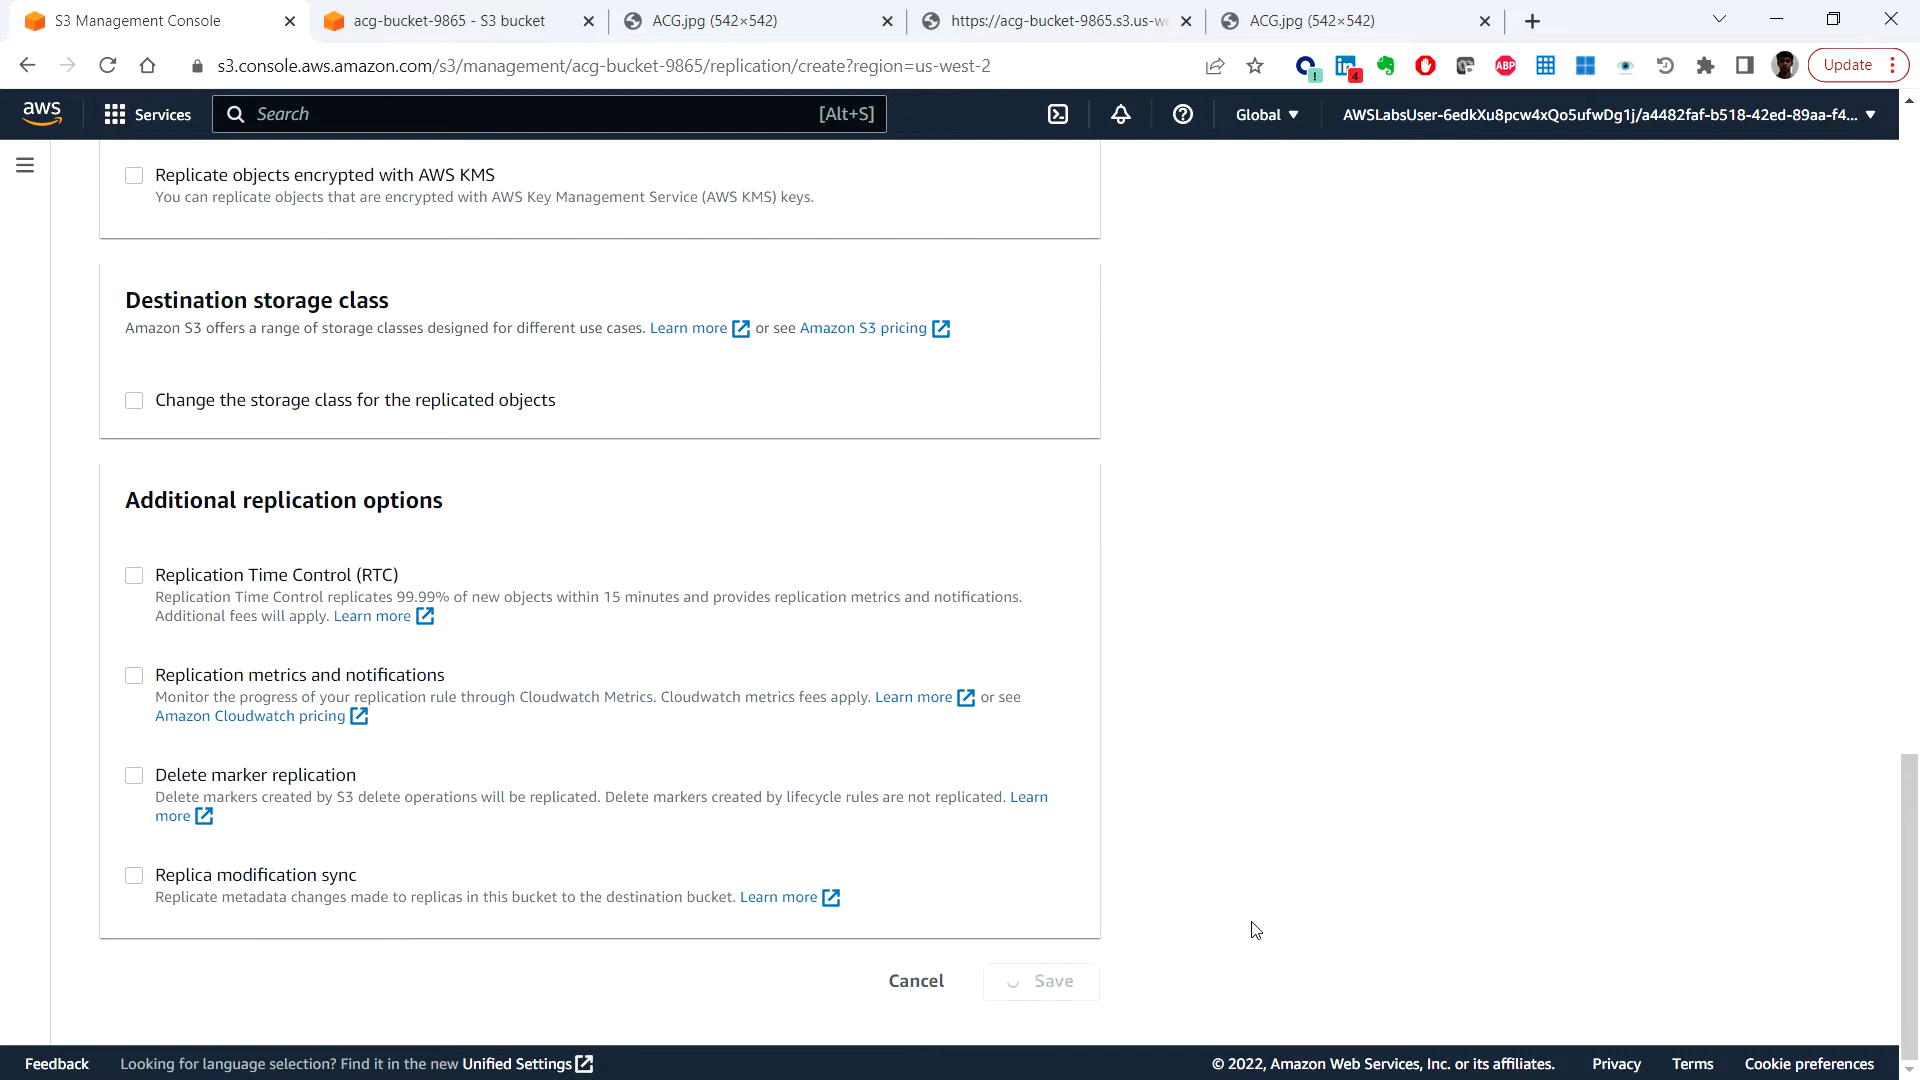 S3 Management Console
acg-bucket-9865 - S3 bucket
ACG.jpg (542×542)
https://acg-bucket-9865.s3.us-we
ACG.jpg (542×542)
s3.console.aws.amazon.com/s3/management/acg-bucket-9865/replication/create?region=us-west-2
4
ABP
Update
aws
Services
Search
[Alt+S]
Global
AWSLabsUser-6edkXu8pcw4xQo5ufwDg1j/a4482faf-b518-42ed-89aa-f4...
Replicate objects encrypted with AWS KMS
You can replicate objects that are encrypted with AWS Key Management Service (AWS KMS) keys.
Destination storage class
Amazon S3 offers a range of storage classes designed for different use cases. Learn more or see Amazon S3 pricing
Change the storage class for the replicated objects
Additional replication options
Replication Time Control (RTC)
Replication Time Control replicates 99.99% of new objects within 15 minutes and provides replication metrics and notifications.
Additional fees will apply. Learn more
Replication metrics and notifications
Monitor the progress of your replication rule through Cloudwatch Metrics. Cloudwatch metrics fees apply. Learn more or see
Amazon Cloudwatch pricing
Delete marker replication
Delete markers created by S3 delete operations will be replicated. Delete markers created by lifecycle rules are not replicated. Learn
more
Replica modification sync
Replicate metadata changes made to replicas in this bucket to the destination bucket. Learn more
Cancel
Save
Feedback
Looking for language selection? Find it in the new Unified Settings
© 2022, Amazon Web Services, Inc. or its affiliates.
Privacy
Terms
Cookie preferences